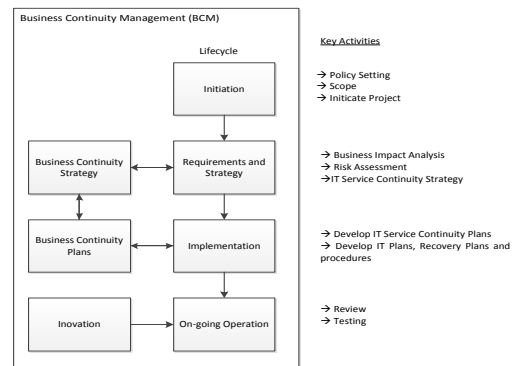 Business Continuity Management (BCM)
Lifecycle
Key Activities
Initiation
→ Policy Setting
→ Scope
→ Initicate Project
Business Continuity
Strategy
Requirements and
Strategy
→ Business Impact Analysis
→ Risk Assessment
→IT Service Continuity Strategy
Business Continuity
Plans
Implementation
→ Develop IT Service Continuity Plans
→ Develop IT Plans, Recovery Plans and
procedures
Inovation
On-going Operation
→ Review
→ Testing